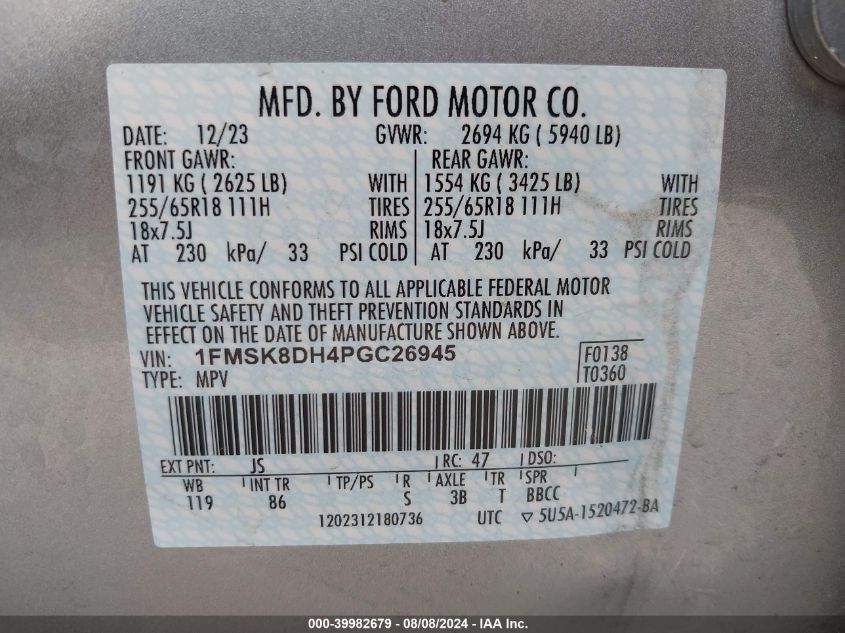 MFD. BY FORD MOTOR CO.
DATE: 12/23 GVWR: 2694 KG ( 5940 LB)
FRONT GAWR: REAR GAWR:
1191 KG ( 2625 LB) WITH 1554 KG ( 3425 LB) WITH
255/65R18 111H TIRES 255/65R18 111H TIRES
18x7.5J RIMS 18x7.5J RIMS
AT 230 kPa/ 33 PSI COLD AT 230 kPa/ 33 PSI COLD
THIS VEHICLE CONFORMS TO ALL APPLICABLE FEDERAL MOTOR
VEHICLE SAFETY AND THEFT PREVENTION STANDARDS IN
EFFECT ON THE DATE OF MANUFACTURE SHOWN ABOVE.
VIN: 1FMSK8DH4PGC26945 F0138
TYPE: MPV T0360
EXT PNT: JS RC: 47 DSO:
WB INT TR TP/PS R AXLE TR SPR
119 86 S 3B T BBCC
1202312180736 UTC ▽ 5U5A-1520472-BA
000-39982679 - 08/08/2024 - IAA Inc.